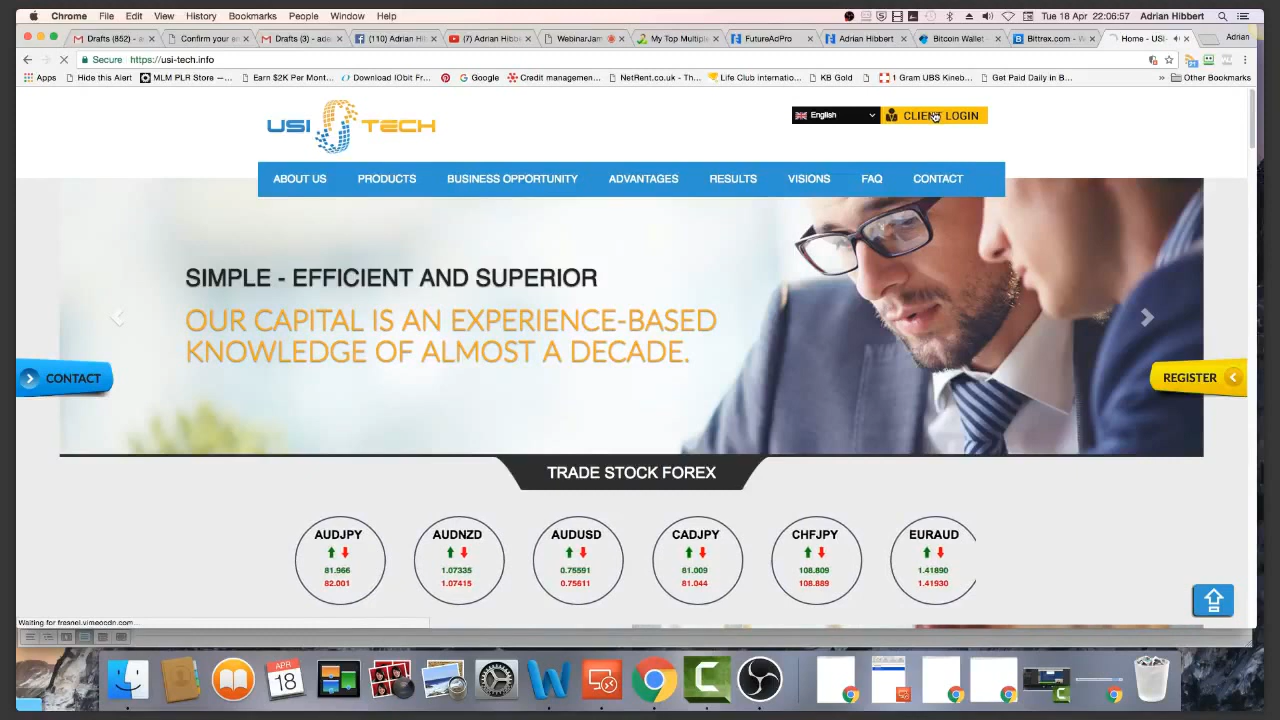 Chrome File Edit View History Bookmarks People Window Help Tue 18 Apr 22:06:57 Adrian Hibbert
Drafts (852) - a Confirm your e Drafts (3) - ade (110) Adrian Hib (7) Adrian Hibb WebinarJam My Top Multiple FutureAdPro Adrian Hibbert Bitcoin Wallet Bittrex.com - W Home - USI- Adrian
Secure https://usi-tech.info
Apps Hide this Alert MLM PLR Store —... Earn $2K Per Mont... Download IObit Fr... Google Credit managemen... NetRent.co.uk - Th... Life Club internatio... KB Gold 1 Gram UBS Kineb... Get Paid Daily in B... » Other Bookmarks
USI TECH
English
CLIENT LOGIN
ABOUT US PRODUCTS BUSINESS OPPORTUNITY ADVANTAGES RESULTS VISIONS FAQ CONTACT
SIMPLE - EFFICIENT AND SUPERIOR
OUR CAPITAL IS AN EXPERIENCE-BASED
KNOWLEDGE OF ALMOST A DECADE.
CONTACT
REGISTER
TRADE STOCK FOREX
AUDJPY AUDNZD AUDUSD CADJPY CHFJPY EURAUD
81.966 1.07335 0.75591 81.009 108.809 1.41890
82.001 1.07415 0.75611 81.044 108.889 1.41930
Waiting for fresnel.vimeocdn.com...
APR
18